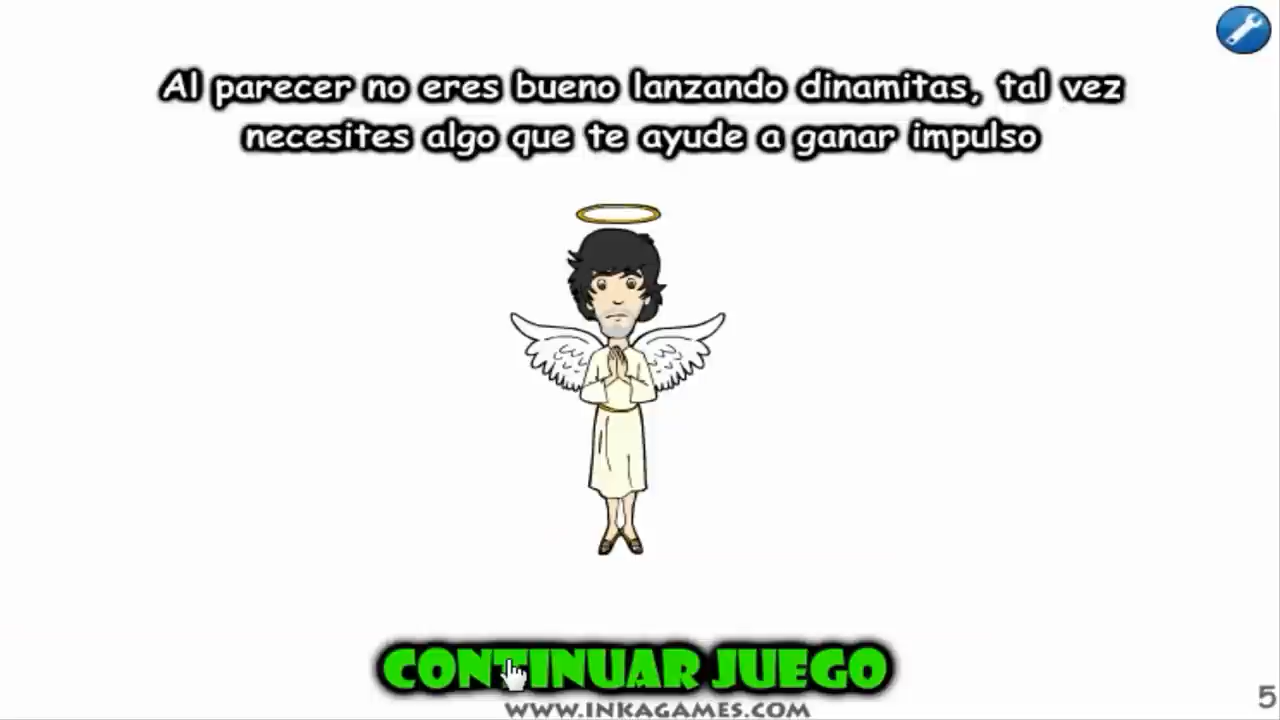 Al parecer no eres bueno lanzando dinamitas, tal vez
necesites algo que te ayude a ganar impulso
CONTINUAR JUEGO
WWW.INKAGAMES.COM
5